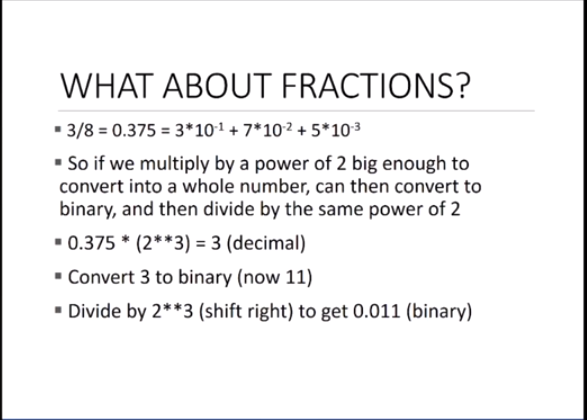 WHAT ABOUT FRACTIONS?
▪ 3/8 = 0.375 = 3*10⁻¹ + 7*10⁻² + 5*10⁻³
▪ So if we multiply by a power of 2 big enough to
convert into a whole number, can then convert to
binary, and then divide by the same power of 2
▪ 0.375 * (2**3) = 3 (decimal)
▪ Convert 3 to binary (now 11)
▪ Divide by 2**3 (shift right) to get 0.011 (binary)